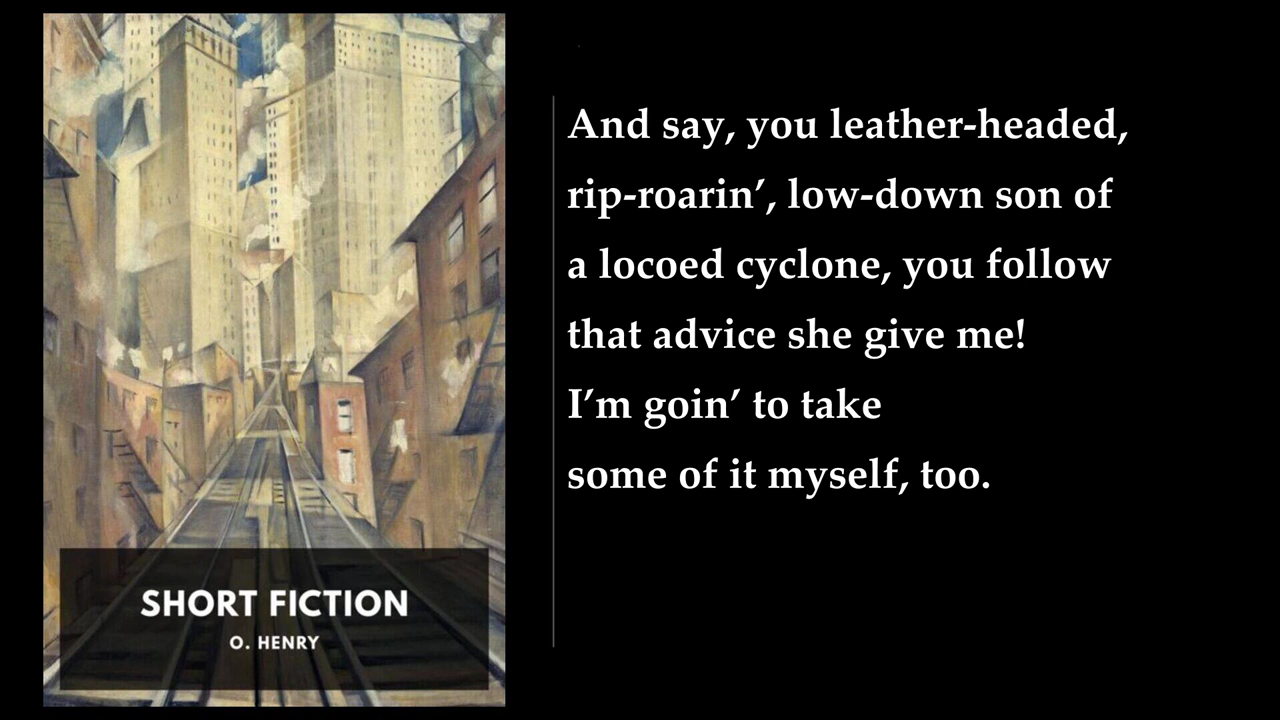 SHORT FICTION
O. HENRY
And say, you leather-headed,
rip-roarin’, low-down son of
a locoed cyclone, you follow
that advice she give me!
I’m goin’ to take
some of it myself, too.